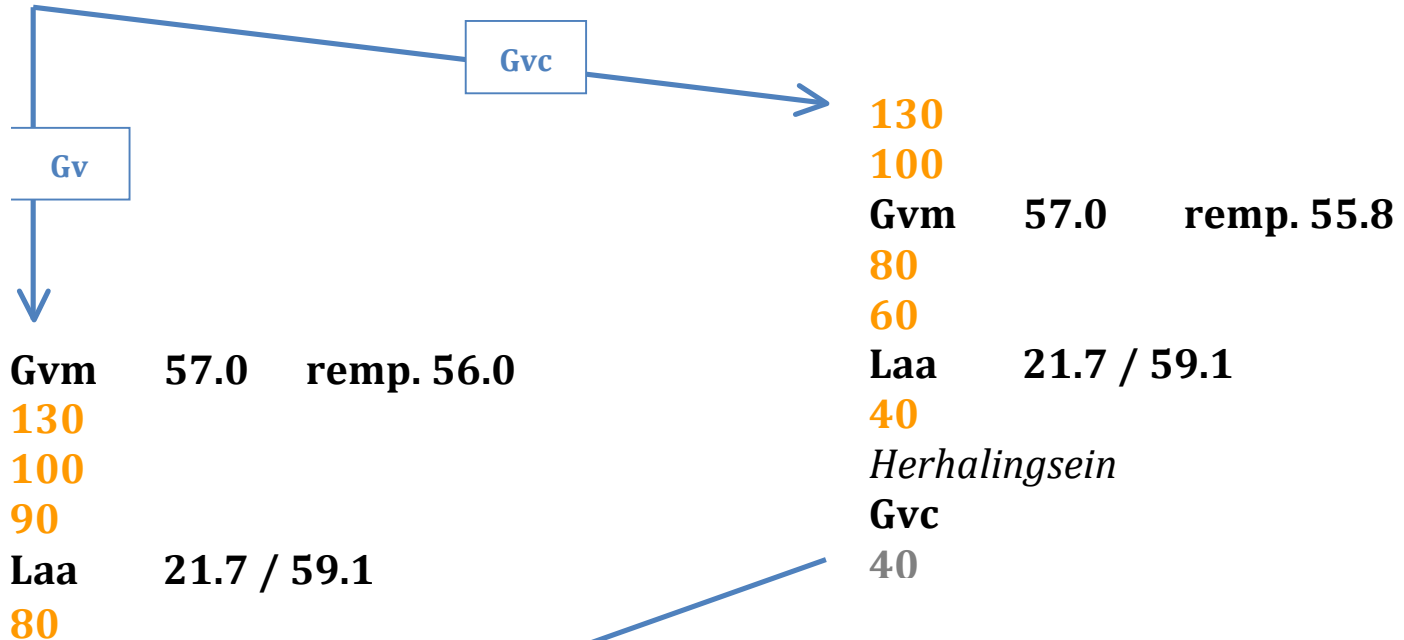 Gvc
Gv
130
100
Gvm 57.0 remp. 55.8
80
60
Laa 21.7 / 59.1
40
Herhalingsein
Gvc
40
Gvm 57.0 remp. 56.0
130
100
90
Laa 21.7 / 59.1
80